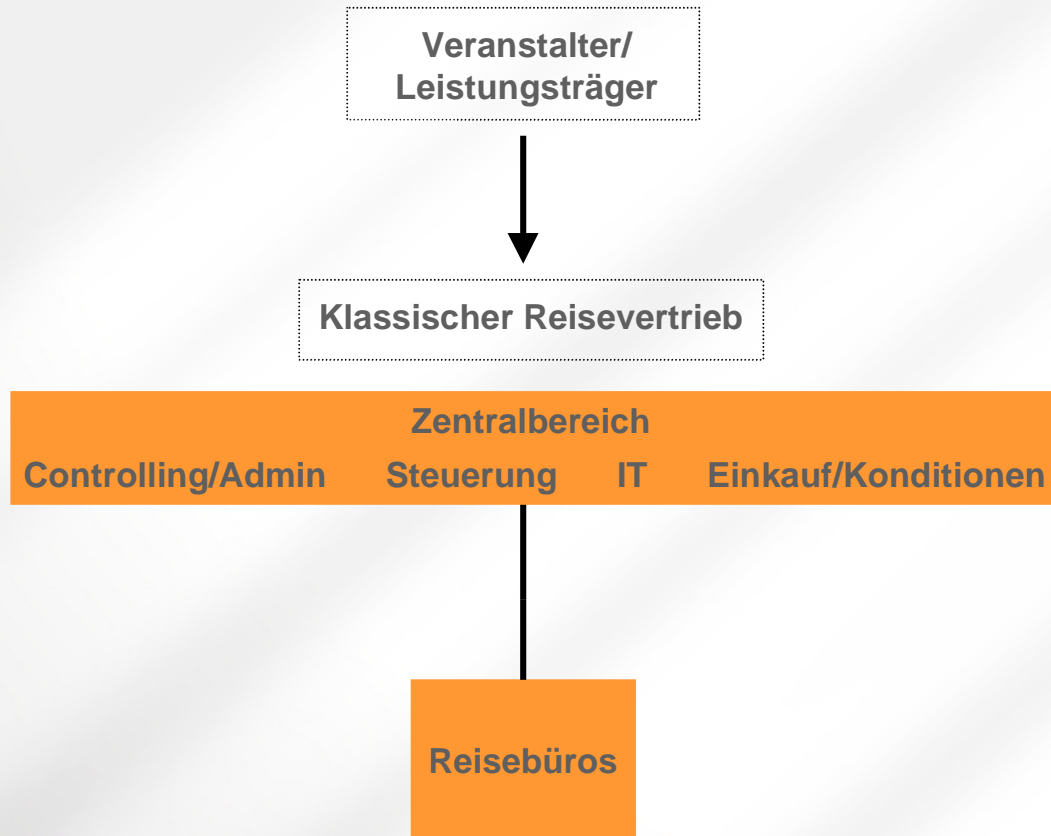 Veranstalter/
Leistungsträger
Klassischer Reisevertrieb
Zentralbereich
Controlling/Admin Steuerung IT Einkauf/Konditionen
Reisebüros